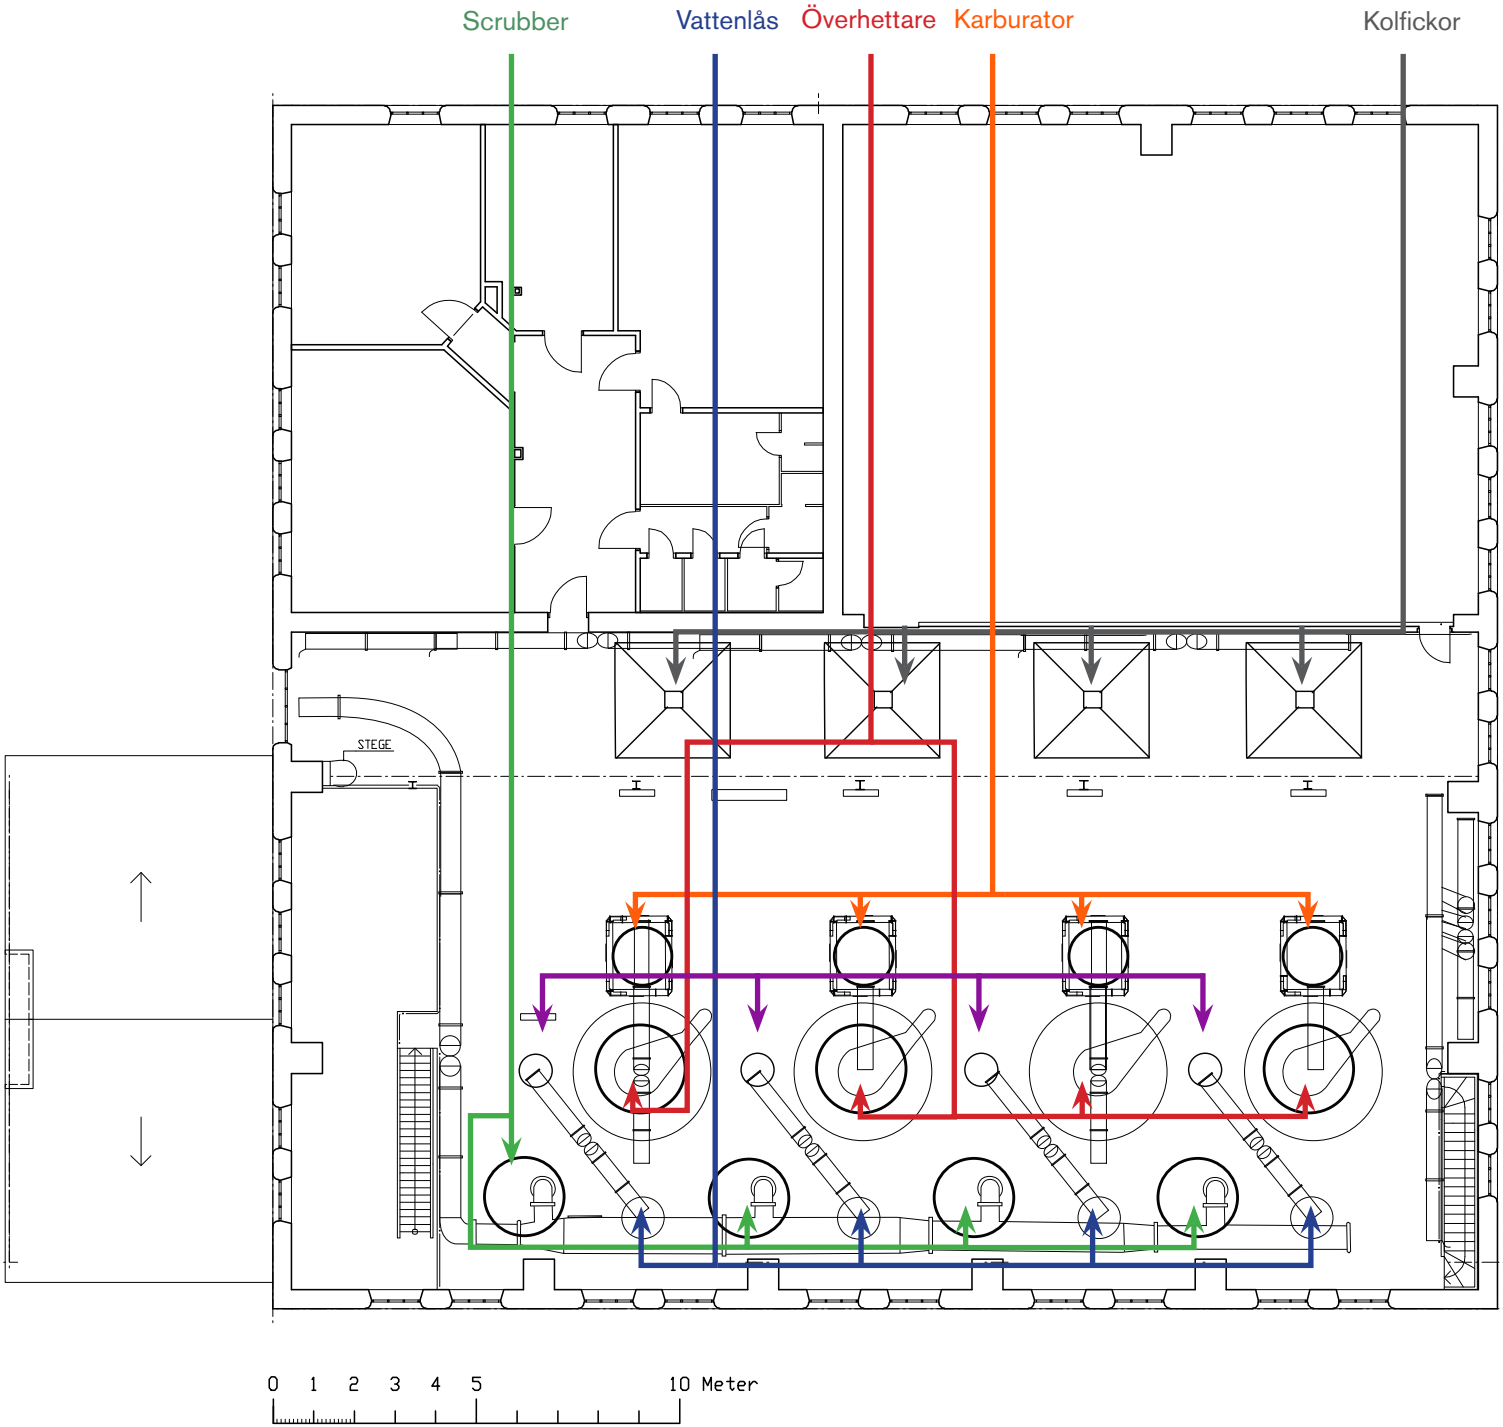 Scrubber
Vattenlås
Överhettare
Karburator
Kolfickor
STEGE
0 1 2 3 4 5 10 Meter